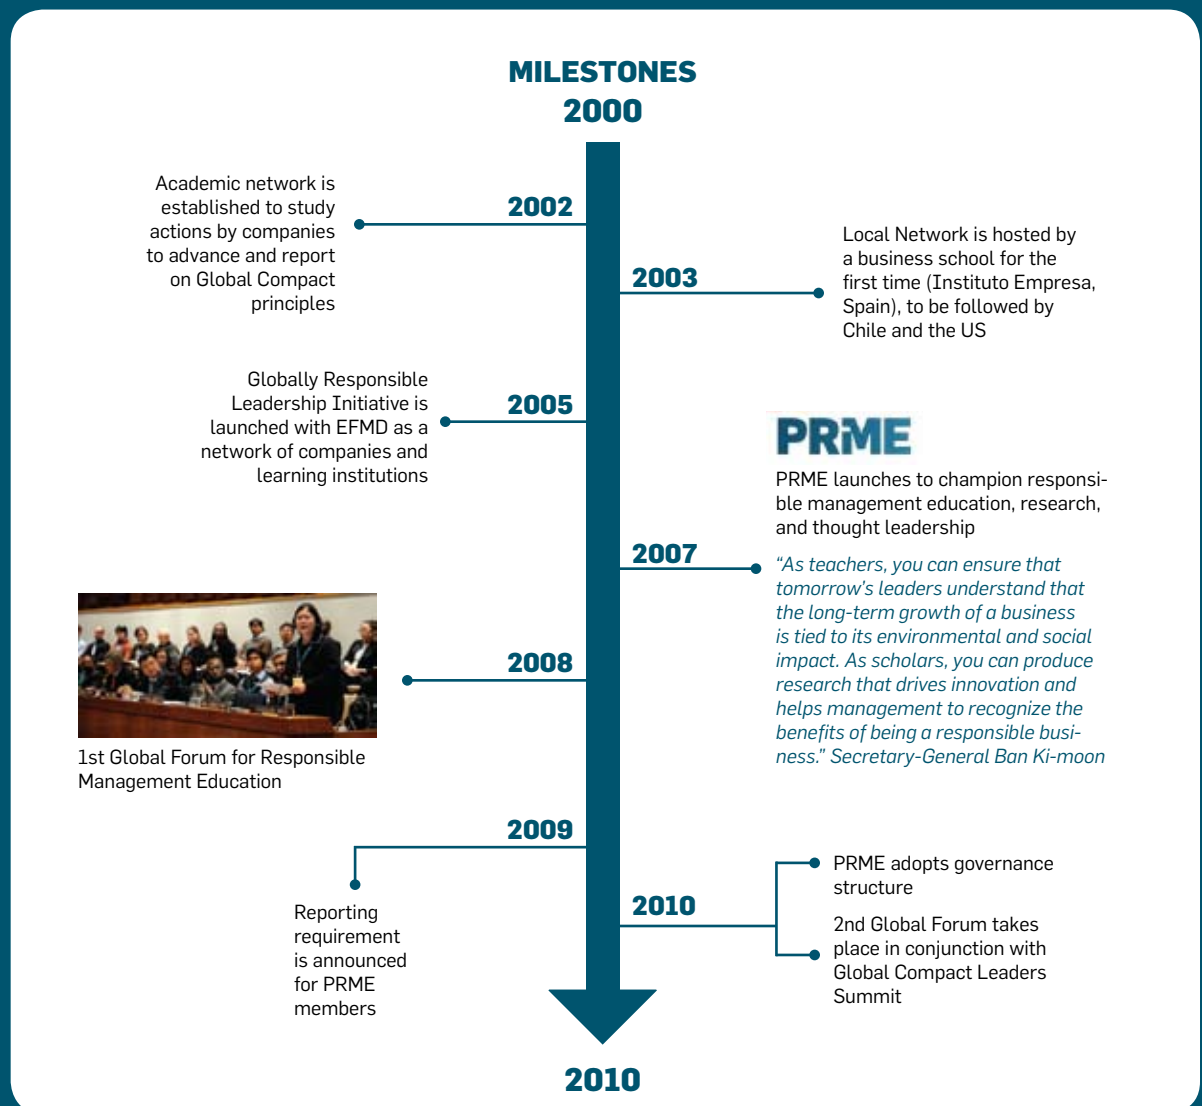 MILESTONES
2000
2002
Academic network is
established to study
actions by companies
to advance and report
on Global Compact
principles
2003
Local Network is hosted by
a business school for the
first time (Instituto Empresa,
Spain), to be followed by
Chile and the US
2005
Globally Responsible
Leadership Initiative is
launched with EFMD as a
network of companies and
learning institutions
2007
PRME
PRME launches to champion responsi-
ble management education, research,
and thought leadership
“As teachers, you can ensure that
tomorrow’s leaders understand that
the long-term growth of a business
is tied to its environmental and social
impact. As scholars, you can produce
research that drives innovation and
helps management to recognize the
benefits of being a responsible busi-
ness.” Secretary-General Ban Ki-moon
2008
1st Global Forum for Responsible
Management Education
2009
Reporting
requirement
is announced
for PRME
members
2010
PRME adopts governance
structure
2nd Global Forum takes
place in conjunction with
Global Compact Leaders
Summit
2010